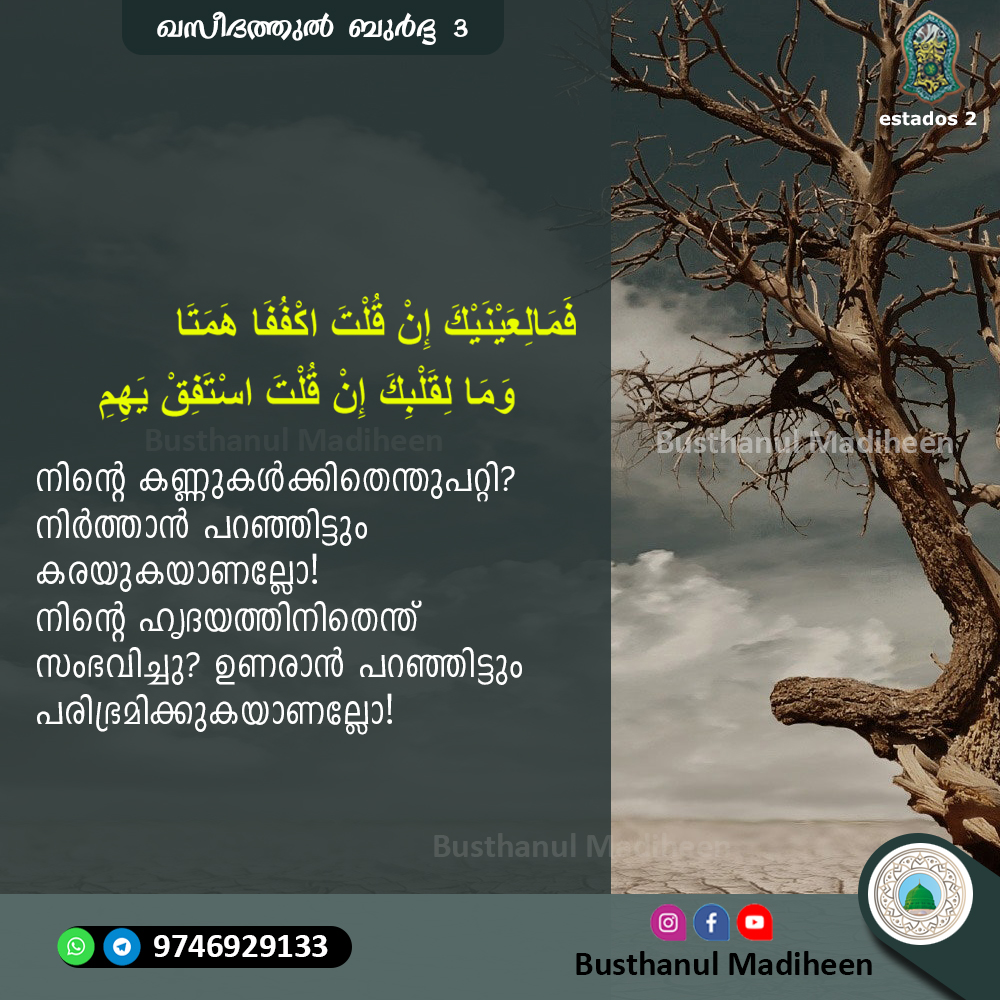 ഖസീദത്തുൽ ബുർദ്ദ 3
estados 2
فَمَالِعَيْنَيْكَ إِنْ قُلْتَ اكْفُفَا هَمَتَا
وَمَا لِقَلْبِكَ إِنْ قُلْتَ اسْتَفِقْ يَهِمِ
Busthanul Madiheen
Busthanul Madiheen
നിന്റെ കണ്ണുകൾക്കിതെന്തുപറ്റി?
നിർത്താൻ പറഞ്ഞിട്ടും
കരയുകയാണല്ലോ!
നിന്റെ ഹൃദയത്തിനിതെന്ത്
സംഭവിച്ചു? ഉണരാൻ പറഞ്ഞിട്ടും
പരിഭ്രമിക്കുകയാണല്ലോ!
Busthanul Madiheen
9746929133
Busthanul Madiheen